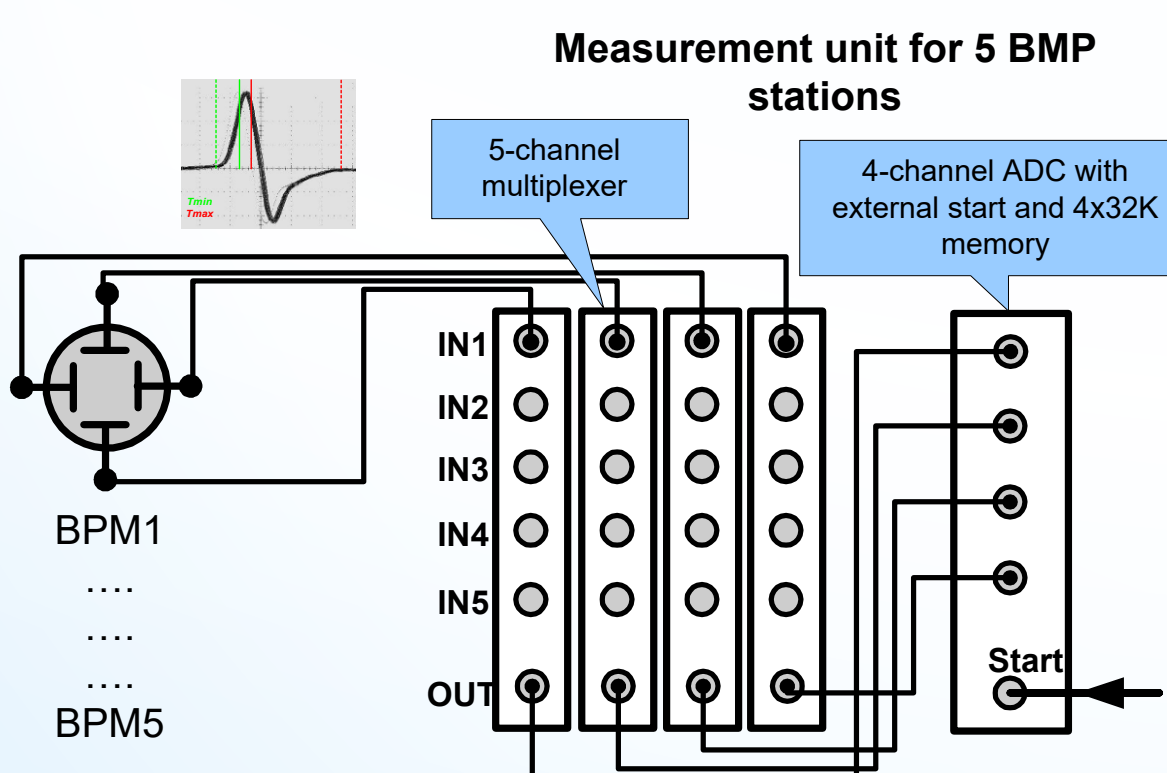 Measurement unit for 5 BMP
stations
Tmin
Tmax
5-channel
multiplexer
4-channel ADC with
external start and 4x32K
memory
IN1
IN2
IN3
IN4
IN5
OUT
BPM1
....
....
....
BPM5
Start